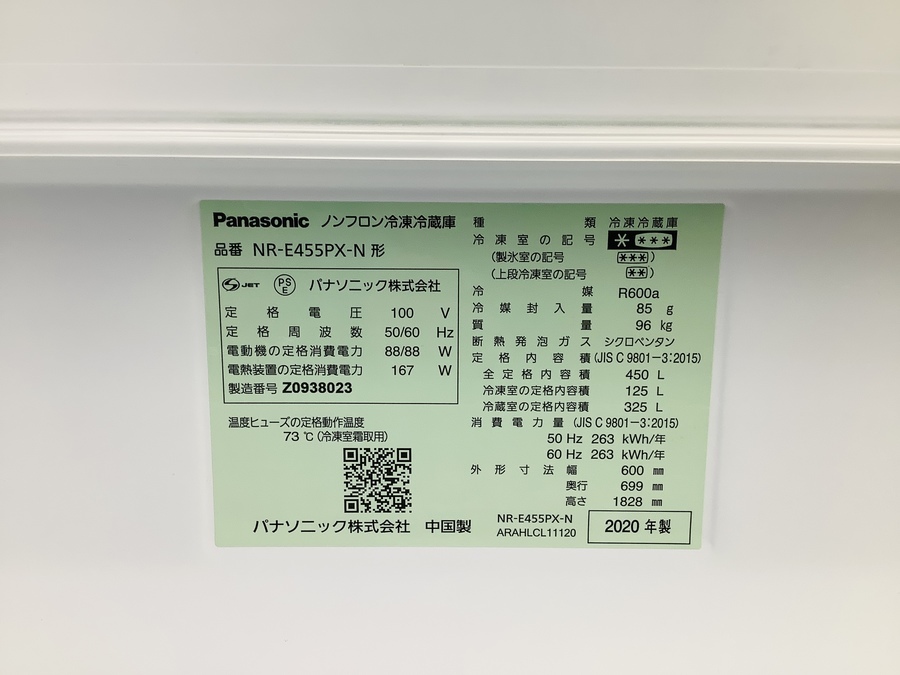 Panasonic ノンフロン冷凍冷蔵庫
品番 NR-E455PX-N 形
JET PSE パナソニック株式会社
定格電圧 100 V
定格周波数 50/60 Hz
電動機の定格消費電力 88/88 W
電熱装置の定格消費電力 167 W
製造番号 Z0938023
温度ヒューズの定格動作温度
73 ℃ (冷凍室霜取用)
パナソニック株式会社 中国製
種類 冷凍冷蔵庫
冷凍室の記号 * ***
(製氷室の記号 ***)
(上段冷凍室の記号 **)
冷媒 R600a
冷媒封入量 85 g
質量 96 kg
断熱発泡ガス シクロペンタン
定格内容積 (JIS C 9801-3:2015)
全定格内容積 450 L
冷凍室の定格内容積 125 L
冷蔵室の定格内容積 325 L
消費電力量 (JIS C 9801-3:2015)
50 Hz 263 kWh/年
60 Hz 263 kWh/年
外形寸法 幅 600 mm
奥行 699 mm
高さ 1828 mm
NR-E455PX-N
ARAHLCL11120
2020 年製